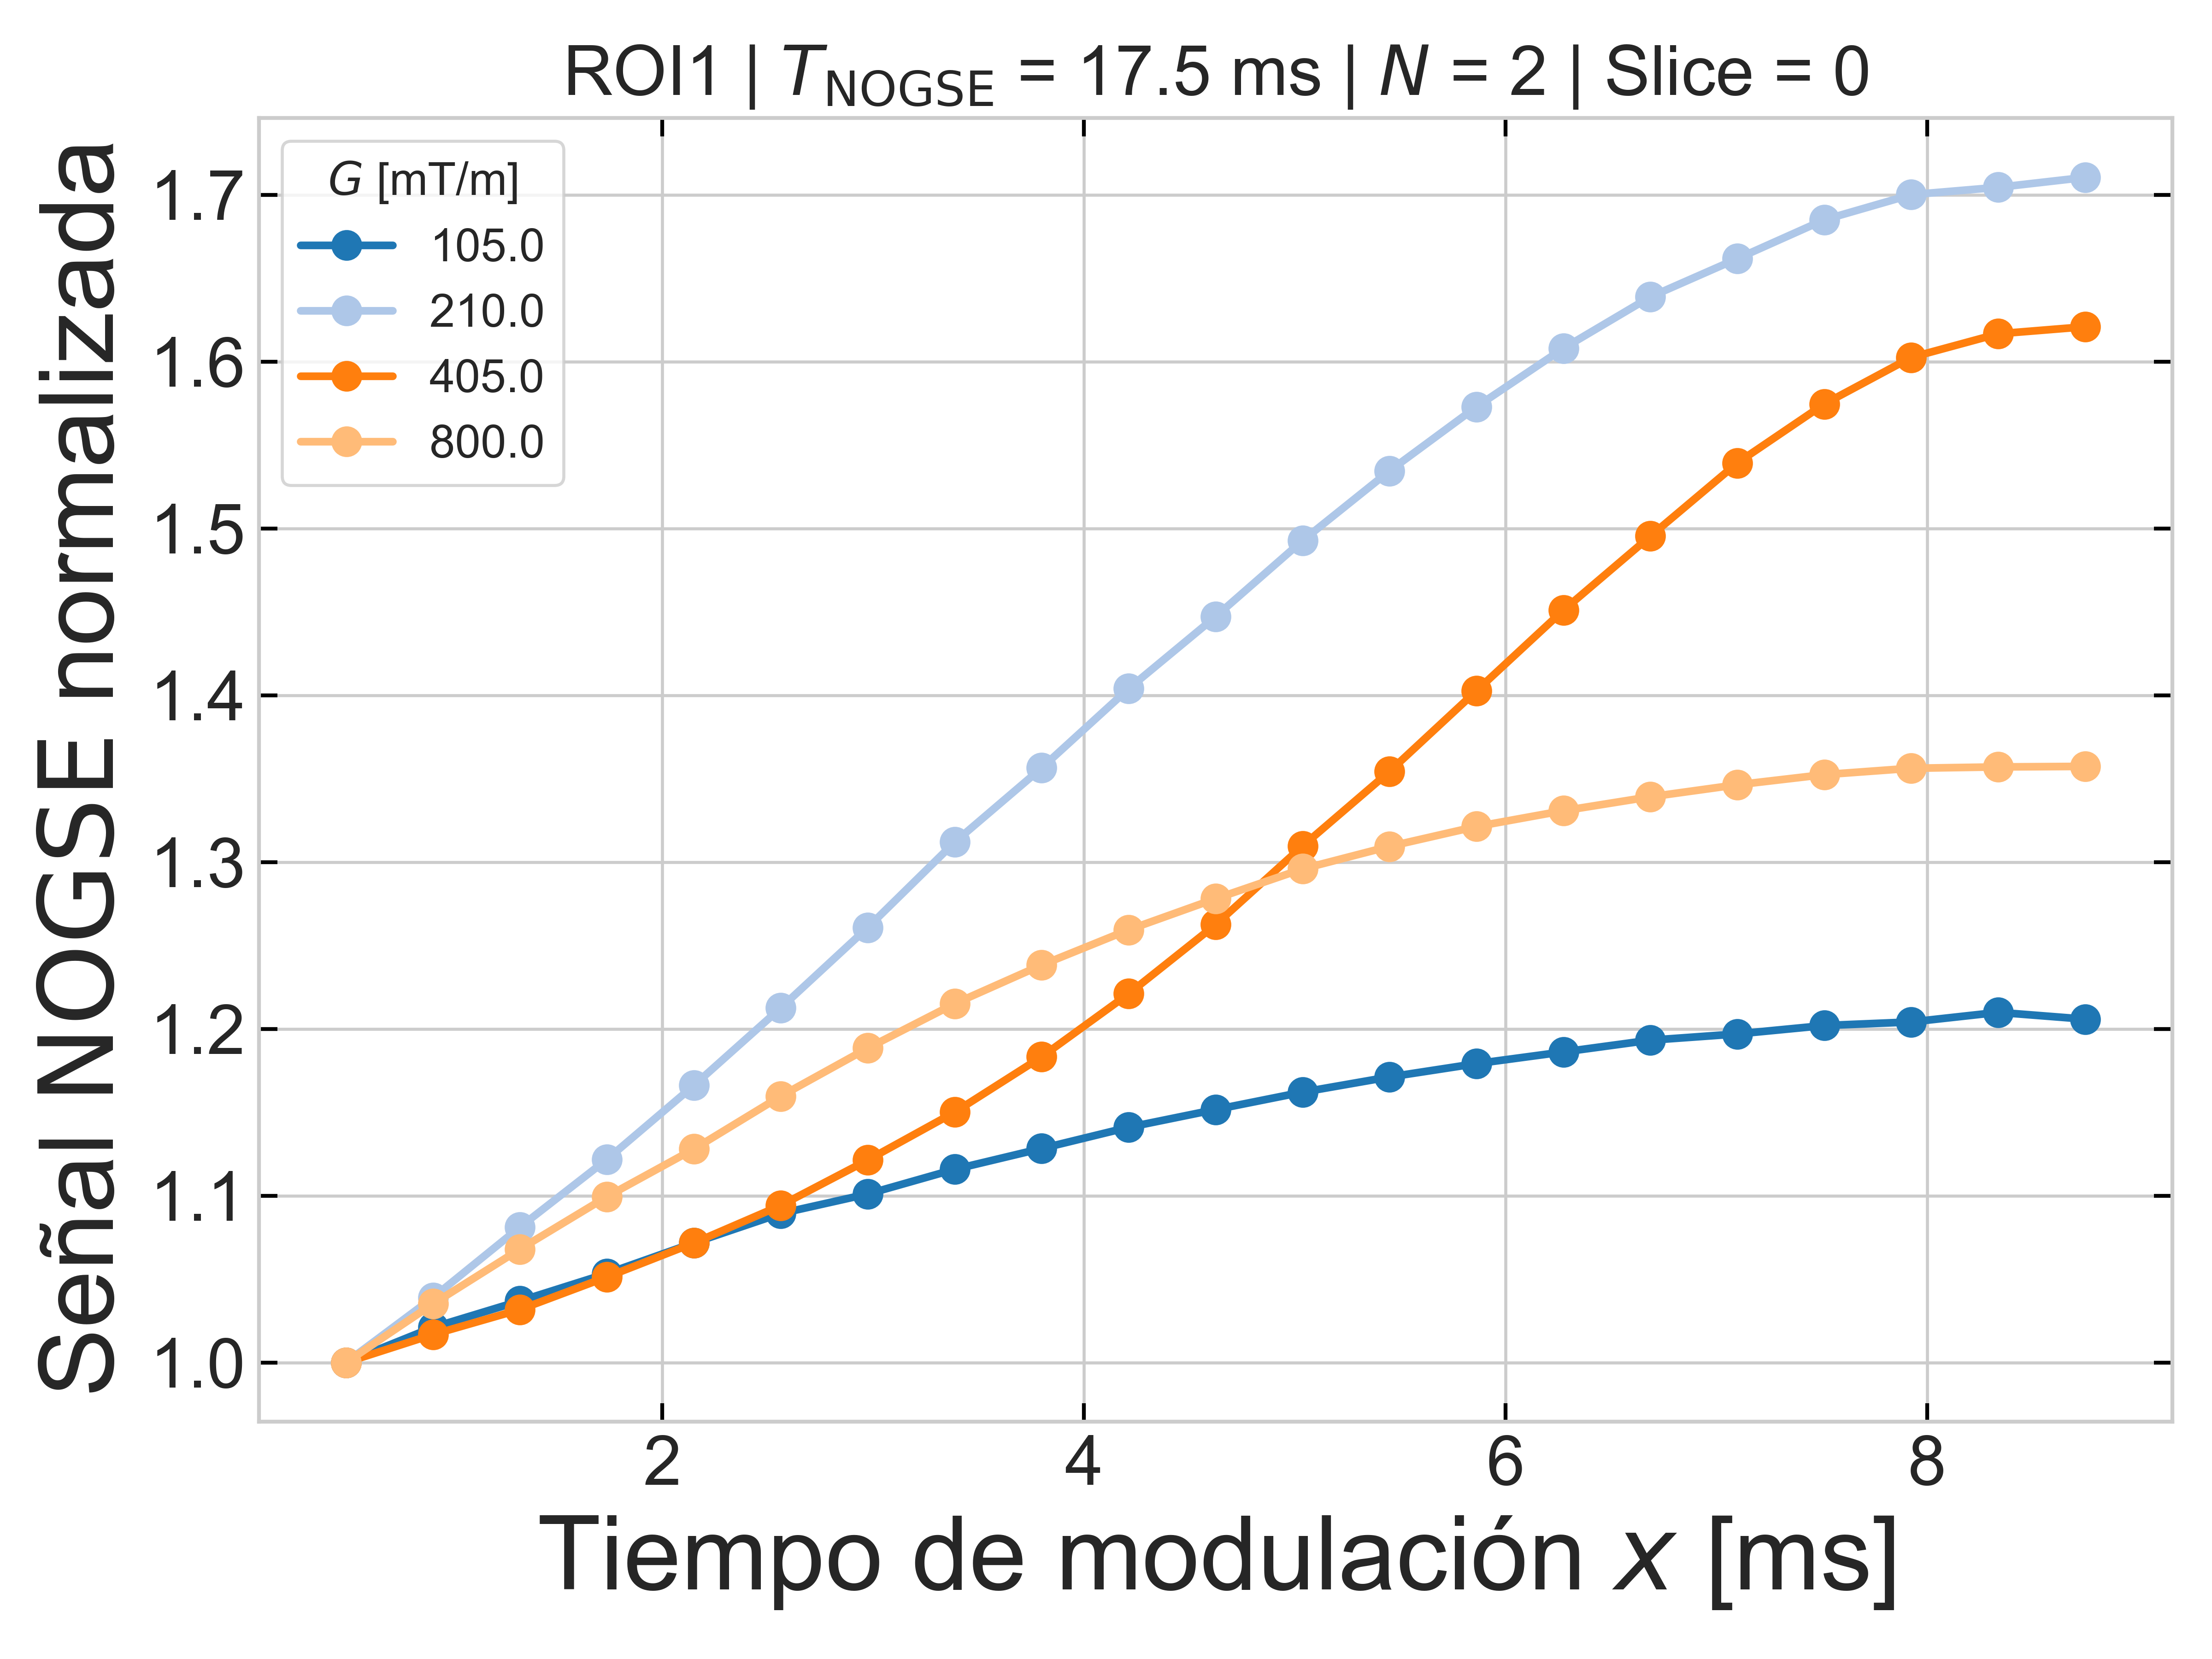 ROI1 | T_NOGSE = 17.5 ms | N = 2 | Slice = 0
Señal NOGSE normalizada
1.7
1.6
1.5
1.4
1.3
1.2
1.1
1.0
G [mT/m]
105.0
210.0
405.0
800.0
2 4 6 8
Tiempo de modulación x [ms]